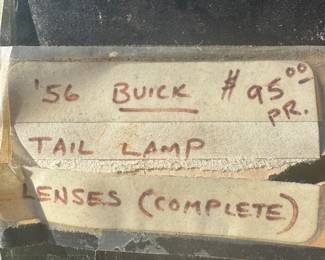 '56 BUICK $95.00 PR.
TAIL LAMP
LENSES (COMPLETE)